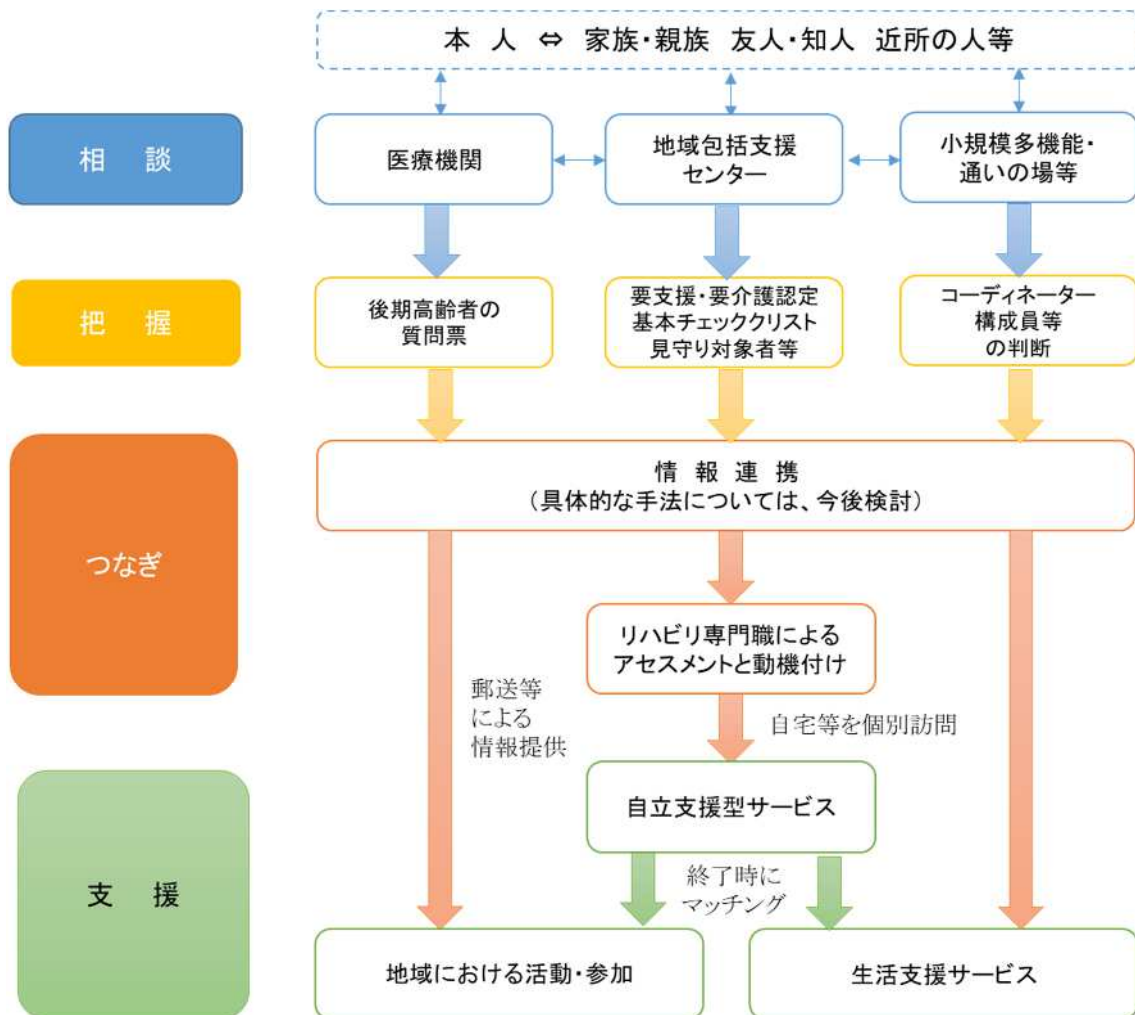 本 人 ⇔ 家族・親族 友人・知人 近所の人等
相 談
医療機関
地域包括支援
センター
小規模多機能・
通いの場等
把 握
後期高齢者の
質問票
要支援・要介護認定
基本チェッククリスト
見守り対象者等
コーディネーター
構成員等
の判断
つなぎ
情 報 連 携
（具体的な手法については、今後検討）
リハビリ専門職による
アセスメントと動機付け
郵送等
による
情報提供
自宅等を個別訪問
支 援
自立支援型サービス
終了時に
マッチング
地域における活動・参加
生活支援サービス